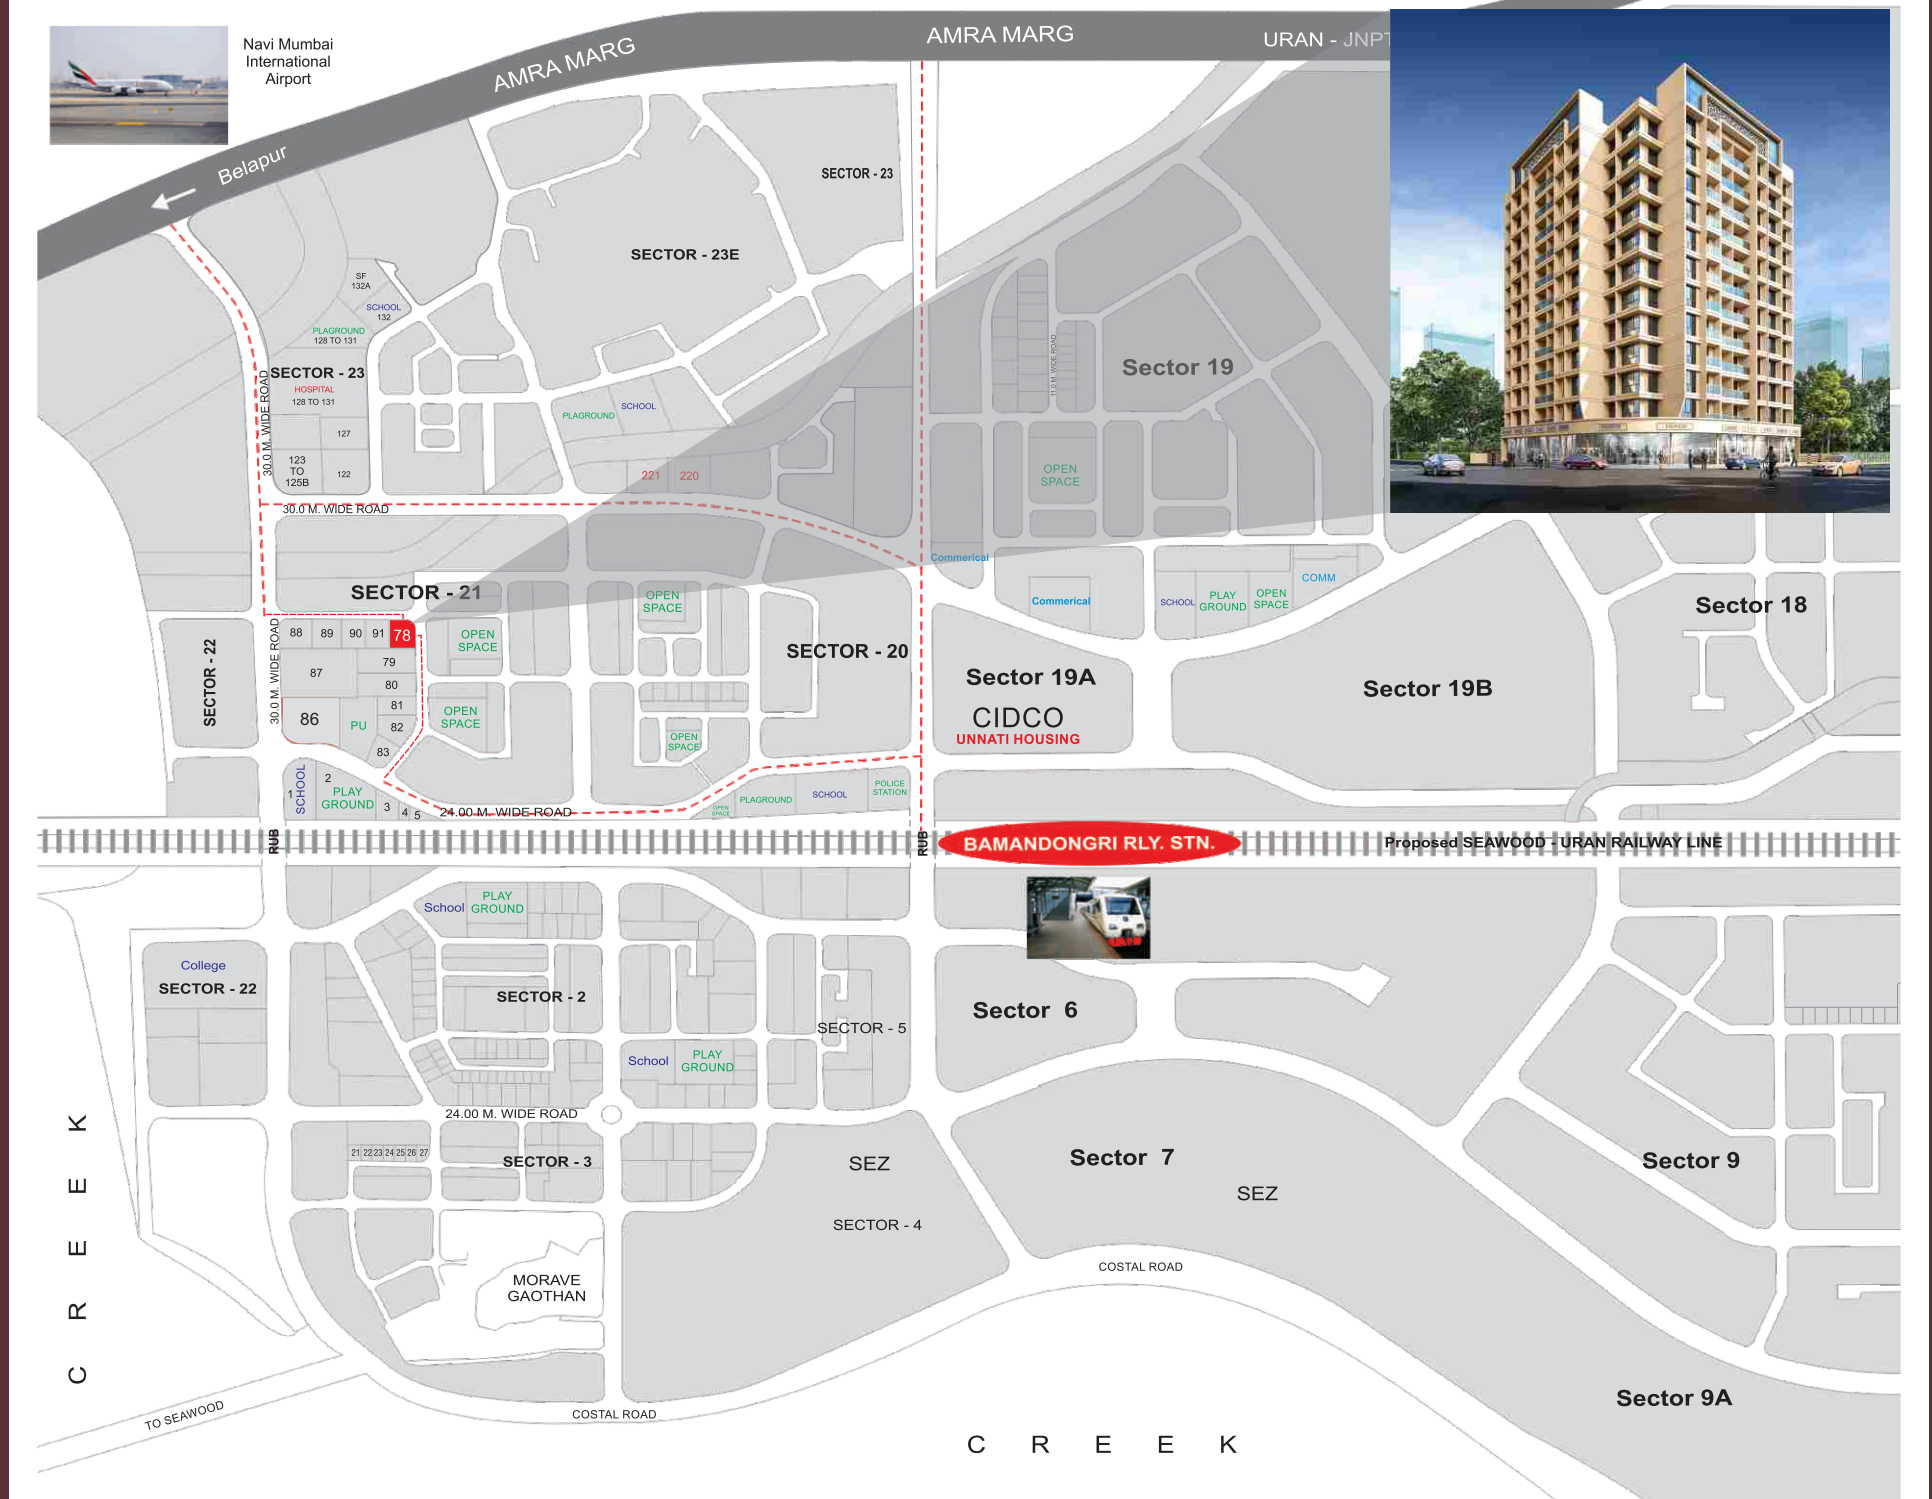 Navi Mumbai
International
Airport
AMRA MARG
AMRA MARG
URAN - JNPT
Belapur
SECTOR - 23
SECTOR - 23E
SF
132A
SCHOOL
132
PLAGROUND
128 TO 131
SECTOR - 23
HOSPITAL
128 TO 131
30.0 M. WIDE ROAD
127
123
TO
125B
122
PLAGROUND
SCHOOL
221
220
11.0 M. WIDE ROAD
Sector 19
OPEN
SPACE
30.0 M. WIDE ROAD
Commerical
Commerical
SCHOOL
PLAY
GROUND
OPEN
SPACE
COMM
Sector 18
SECTOR - 21
OPEN
SPACE
88
89
90
91
78
OPEN
SPACE
79
87
80
81
86
PU
82
83
30.0 M. WIDE ROAD
SECTOR - 22
OPEN
SPACE
OPEN
SPACE
SECTOR - 20
Sector 19A
CIDCO
UNNATI HOUSING
Sector 19B
1
SCHOOL
2
PLAY
GROUND
3
4
5
24.00 M. WIDE ROAD
OPEN
SPACE
PLAGROUND
SCHOOL
POLICE
STATION
RUB
RUB
BAMANDONGRI RLY. STN.
Proposed SEAWOOD - URAN RAILWAY LINE
School
PLAY
GROUND
College
SECTOR - 22
SECTOR - 2
SECTOR - 5
Sector 6
School
PLAY
GROUND
24.00 M. WIDE ROAD
21
22
23
24
25
26
27
SECTOR - 3
SEZ
SECTOR - 4
Sector 7
SEZ
Sector 9
COSTAL ROAD
MORAVE
GAOTHAN
CREEK
TO SEAWOOD
COSTAL ROAD
Sector 9A
CREEK